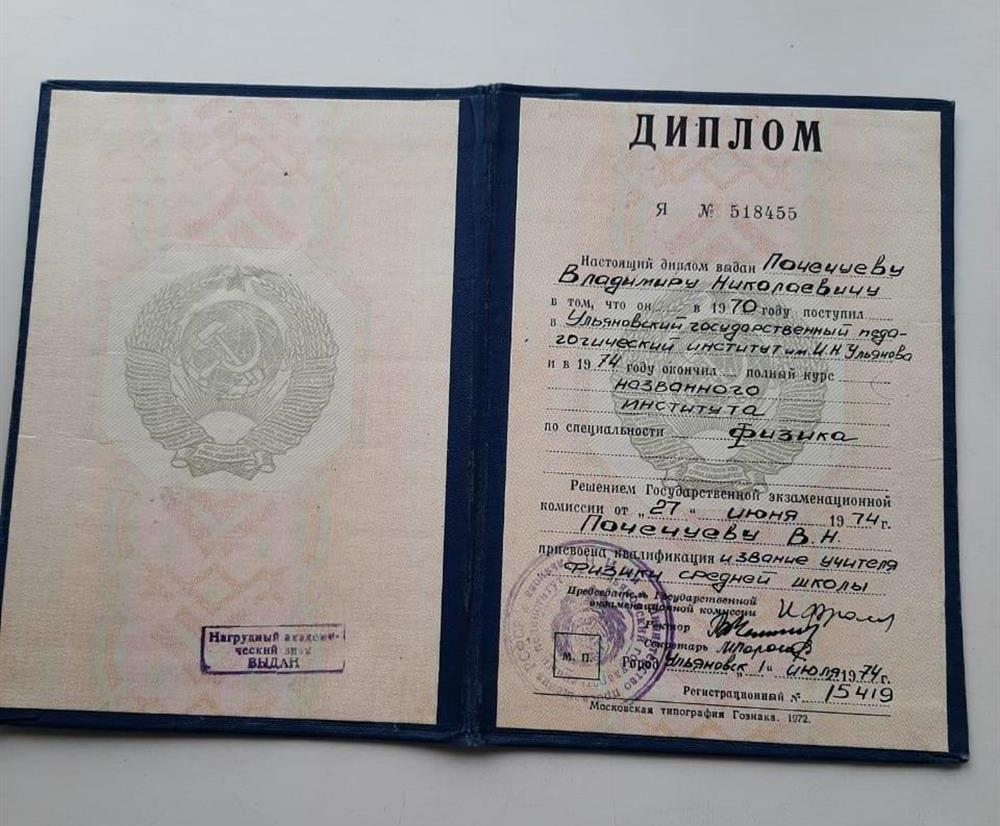 Нагрудный академи-
ческий знак
ВЫДАН
ДИПЛОМ
Я № 518455
Настоящий диплом выдан Почечуеву
Владимиру Николаевичу
в том, что он в 1970 году поступил
в Ульяновский государственный педа-
гогический институт им. И.Н. Ульянова
и в 1974 году окончил полный курс
названного
института
по специальности физика
Решением Государственной экзаменационной
комиссии от „27“ июня 1974 г.
Почечуеву В.Н.
присвоена квалификация и звание учителя
физики средней школы
Председатель Государственной
экзаменационной комиссии
Ректор
Секретарь
М. П.
Город Ульяновск 1 июля 1974 г.
Регистрационный № 15419
Московская типография Гознака. 1972.